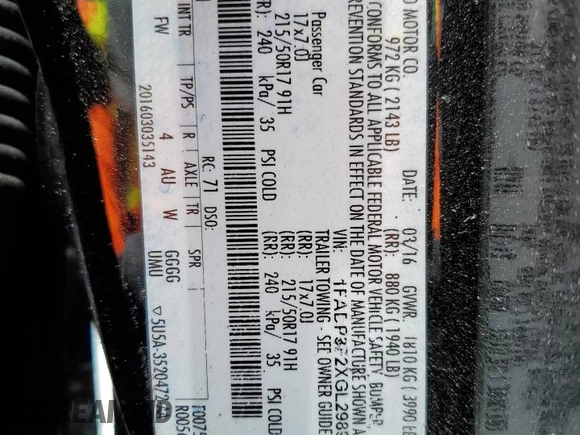 MOTOR CO.
DATE: 03/16 GVWR: 1810 KG ( 3990 LB
972 KG ( 2143 LB) (RR): 880 KG ( 1940 LB)
CONFORMS TO ALL APPLICABLE FEDERAL MOTOR VEHICLE SAFETY, BUMPER,
REVENTION STANDARDS IN EFFECT ON THE DATE OF MANUFACTURE SHOWN A
VIN:
Passenger Car TRAILER TOWING - SEE OWNER GUIDE
17x7.0J (RR): 17x7.0J
215/50R17 91H (RR): 215/50R17 91H
240 kPa/ 35 PSI COLD (RR): 240 kPa/ 35 PSI COLD
RC: 71 DSO:
INT TR TP/PS R AXLE TR SPR
FW 4 AU W GGGG
201603035143 UMU